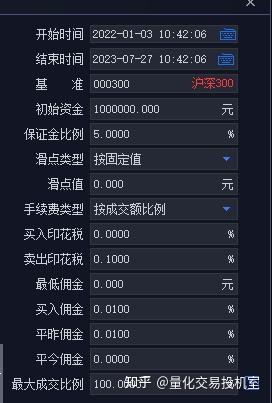 开始时间 2022-01-03 10:42:06
结束时间 2023-07-27 10:42:06
基 准 000300 沪深300
初始资金 1000000.000 元
保证金比例 5.0000 %
滑点类型 按固定值
滑点值 0.000 元
手续费类型 按成交额比例
买入印花税 0.0000 %
卖出印花税 0.1000 %
最低佣金 0.000 元
买入佣金 0.0100 %
平昨佣金 0.0100 %
平今佣金 0.0000 %
最大成交比例 100.0000
知乎 @量化交易投机室